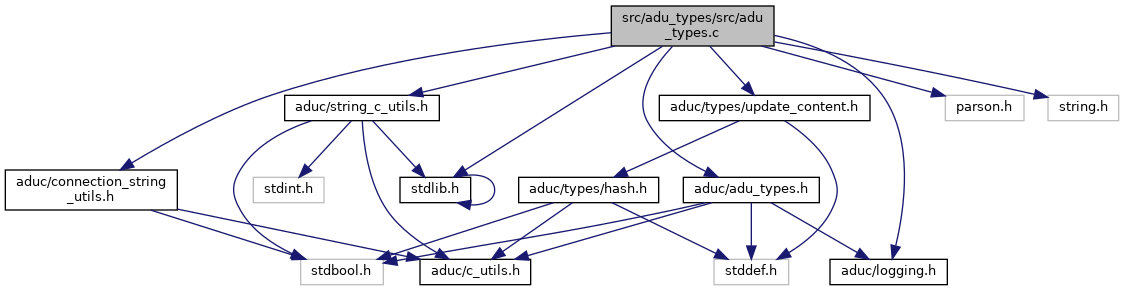 src/adu_types/src/adu
_types.c
aduc/string_c_utils.h
aduc/types/update_content.h
parson.h
string.h
aduc/connection_string
_utils.h
stdint.h
stdlib.h
aduc/types/hash.h
aduc/adu_types.h
stdbool.h
aduc/c_utils.h
stddef.h
aduc/logging.h